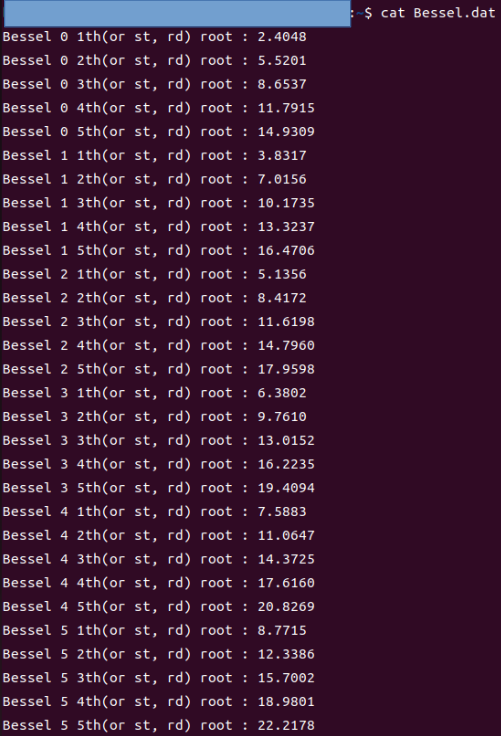 :~$ cat Bessel.dat
Bessel 0 1th(or st, rd) root : 2.4048
Bessel 0 2th(or st, rd) root : 5.5201
Bessel 0 3th(or st, rd) root : 8.6537
Bessel 0 4th(or st, rd) root : 11.7915
Bessel 0 5th(or st, rd) root : 14.9309
Bessel 1 1th(or st, rd) root : 3.8317
Bessel 1 2th(or st, rd) root : 7.0156
Bessel 1 3th(or st, rd) root : 10.1735
Bessel 1 4th(or st, rd) root : 13.3237
Bessel 1 5th(or st, rd) root : 16.4706
Bessel 2 1th(or st, rd) root : 5.1356
Bessel 2 2th(or st, rd) root : 8.4172
Bessel 2 3th(or st, rd) root : 11.6198
Bessel 2 4th(or st, rd) root : 14.7960
Bessel 2 5th(or st, rd) root : 17.9598
Bessel 3 1th(or st, rd) root : 6.3802
Bessel 3 2th(or st, rd) root : 9.7610
Bessel 3 3th(or st, rd) root : 13.0152
Bessel 3 4th(or st, rd) root : 16.2235
Bessel 3 5th(or st, rd) root : 19.4094
Bessel 4 1th(or st, rd) root : 7.5883
Bessel 4 2th(or st, rd) root : 11.0647
Bessel 4 3th(or st, rd) root : 14.3725
Bessel 4 4th(or st, rd) root : 17.6160
Bessel 4 5th(or st, rd) root : 20.8269
Bessel 5 1th(or st, rd) root : 8.7715
Bessel 5 2th(or st, rd) root : 12.3386
Bessel 5 3th(or st, rd) root : 15.7002
Bessel 5 4th(or st, rd) root : 18.9801
Bessel 5 5th(or st, rd) root : 22.2178